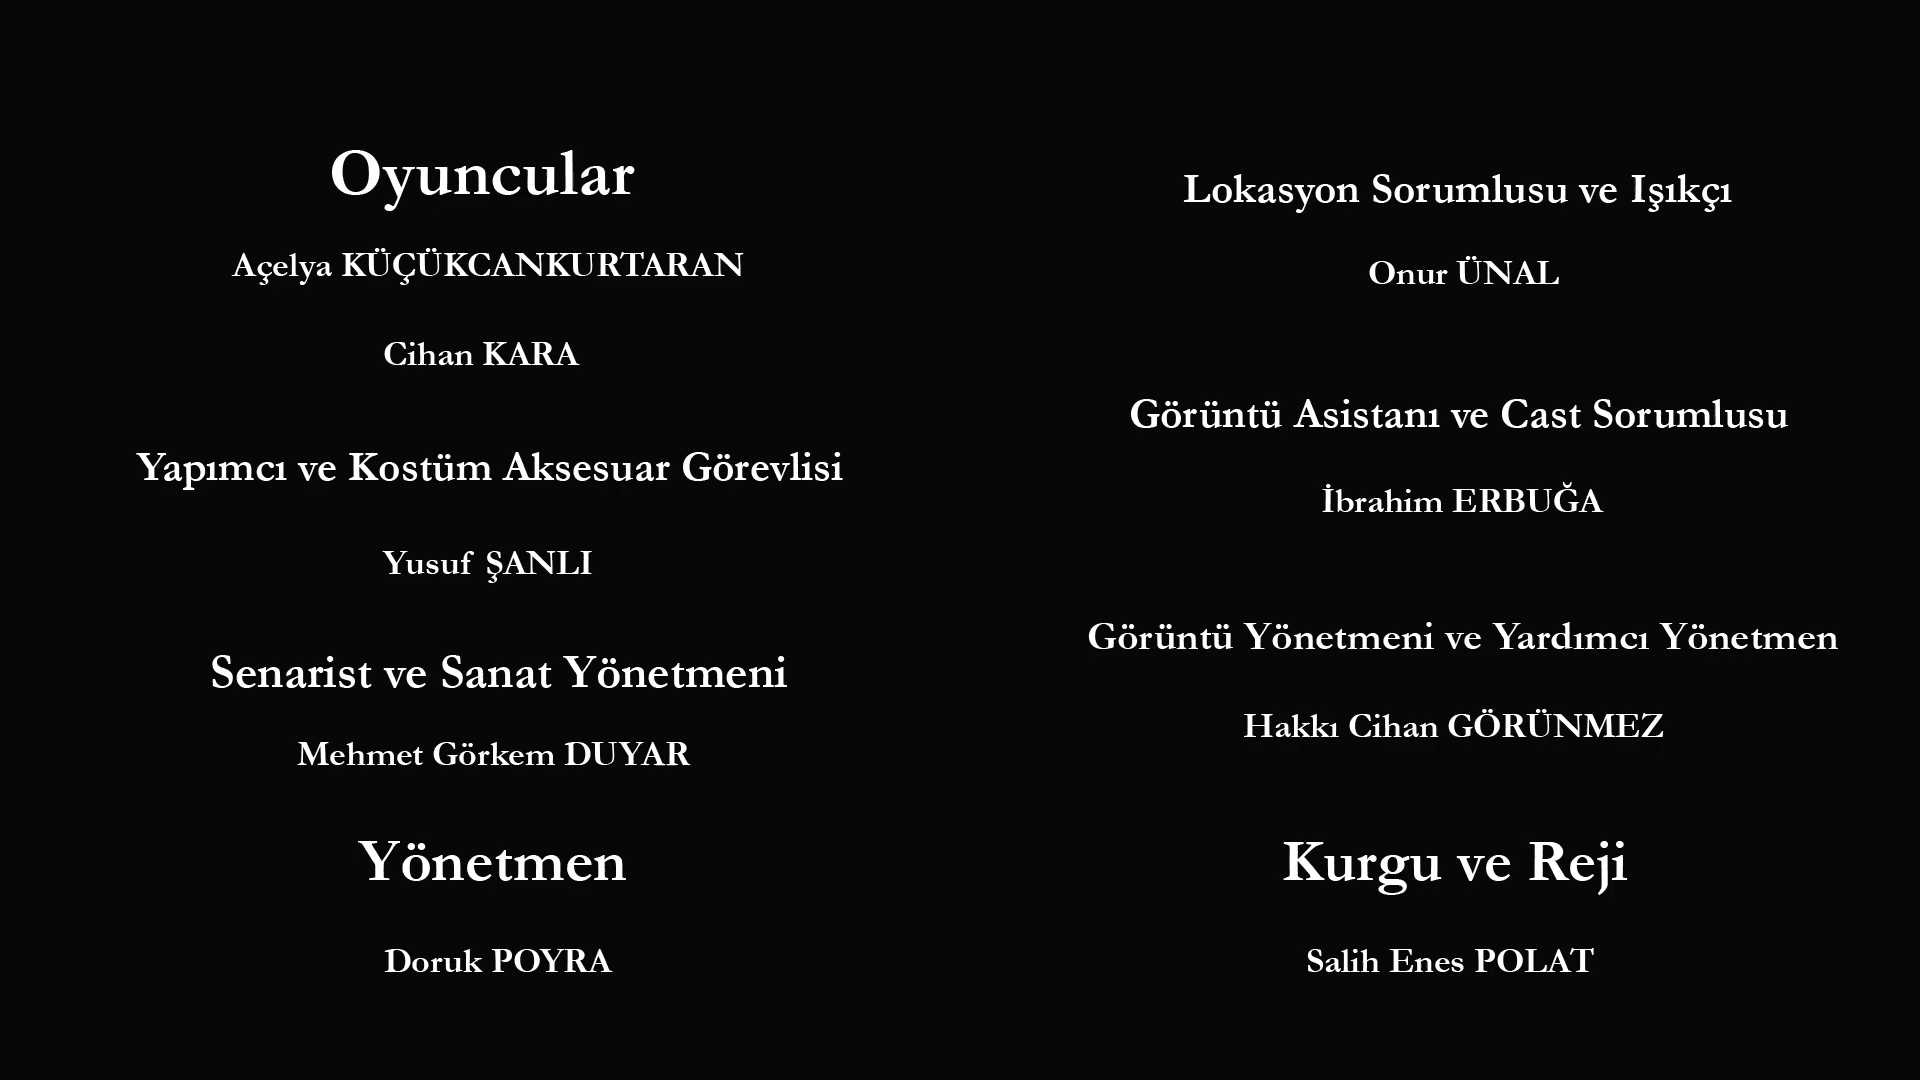 Oyuncular
Açelya KÜÇÜKCANKURTARAN
Cihan KARA
Yapımcı ve Kostüm Aksesuar Görevlisi
Yusuf ŞANLI
Senarist ve Sanat Yönetmeni
Mehmet Görkem DUYAR
Yönetmen
Doruk POYRA
Lokasyon Sorumlusu ve Işıkçı
Onur ÜNAL
Görüntü Asistanı ve Cast Sorumlusu
İbrahim ERBUĞA
Görüntü Yönetmeni ve Yardımcı Yönetmen
Hakkı Cihan GÖRÜNMEZ
Kurgu ve Reji
Salih Enes POLAT